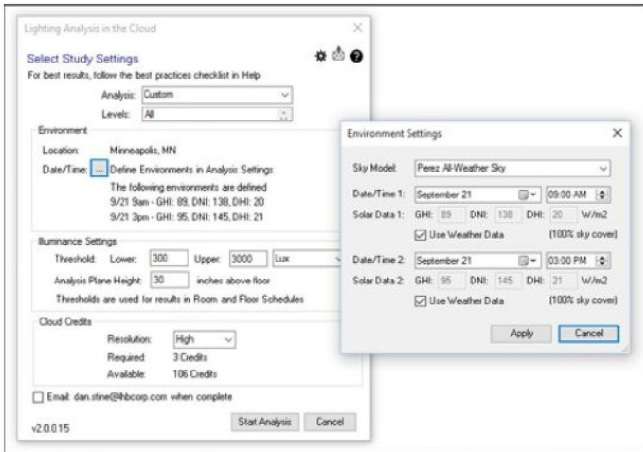 Lighting Analysis in the Cloud
Select Study Settings
For best results, follow the best practices checklist in Help
Analysis: Custom
Levels: All
Environment
Location: Minneapolis, MN
Date/Time: ... Define Environments in Analysis Settings
The following environments are defined
9/21 9am - GHI: 89, DNI: 138, DHI: 20
9/21 3pm - GHI: 95, DNI: 145, DHI: 21
Illuminance Settings
Threshold: Lower: 300 Upper: 3000 Lux
Analysis Plane Height: 30 inches above floor
Thresholds are used for results in Room and Floor Schedules
Cloud Credits
Resolution: High
Required: 3 Credits
Available: 106 Credits
Email: dan.stine@lhbcorp.com when complete
v2.0.0.15
Start Analysis Cancel
Environment Settings
Sky Model: Perez All-Weather Sky
Date/Time 1: September 21 09:00 AM
Solar Data 1: GHI: 89 DNI: 138 DHI: 20 W/m2
Use Weather Data (100% sky cover)
Date/Time 2: September 21 03:00 PM
Solar Data 2: GHI: 95 DNI: 145 DHI: 21 W/m2
Use Weather Data (100% sky cover)
Apply Cancel